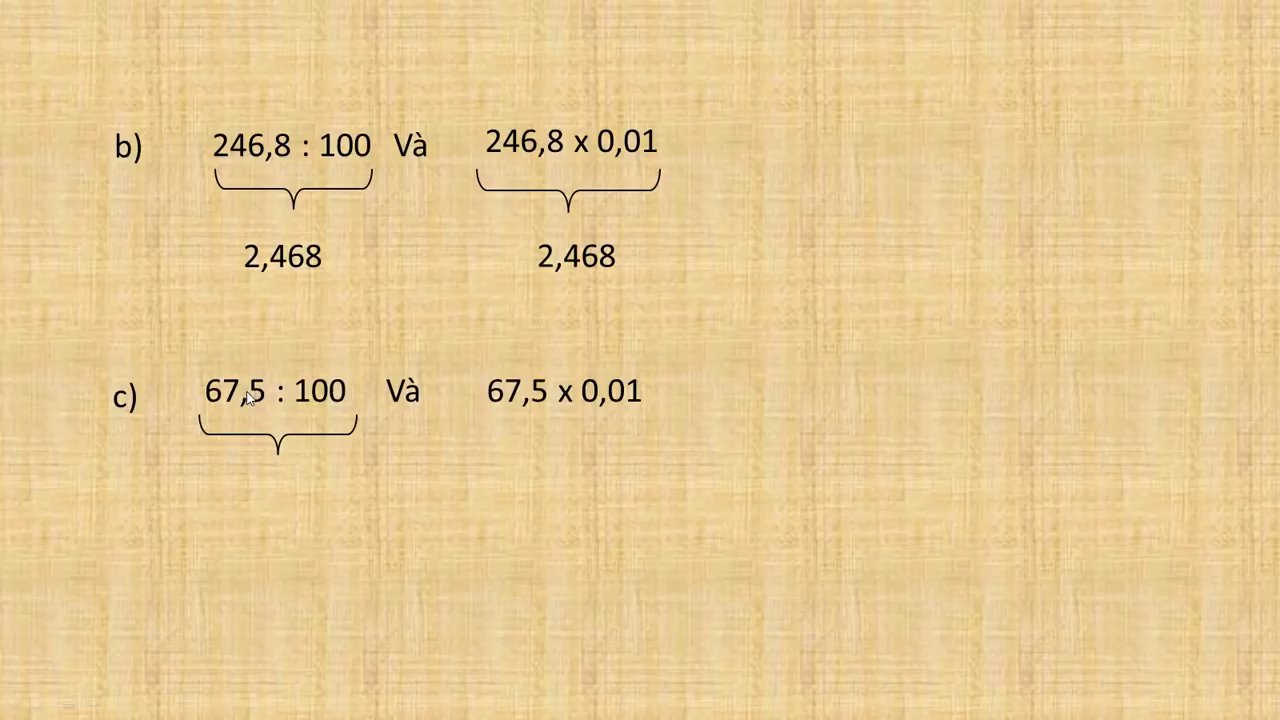 b) 246,8 : 100 Và 246,8 x 0,01
2,468 2,468
c) 67,5 : 100 Và 67,5 x 0,01